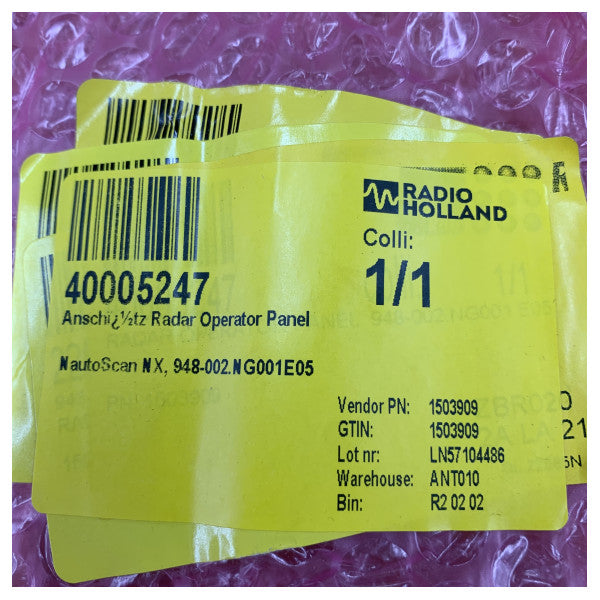 RADIO
HOLLAND
Colli:
1/1
40005247
Anschï¿½tz Radar Operator Panel
NautoScan NX, 948-002.NG001E05
Vendor PN: 1503909
GTIN: 1503909
Lot nr: LN57104486
Warehouse: ANT010
Bin: R2 02 02